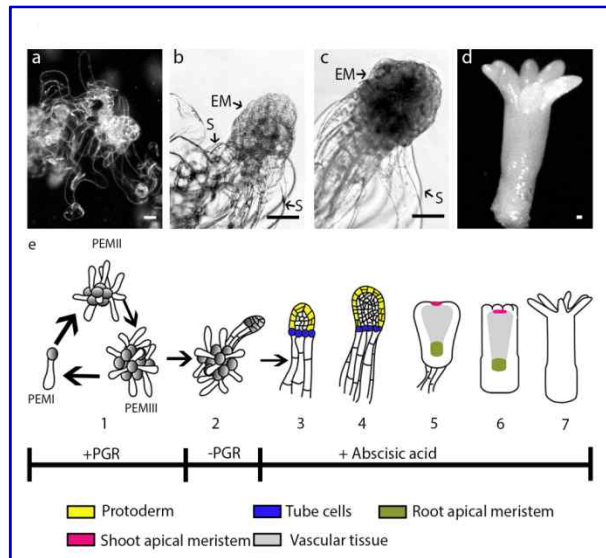 a
b
c
d
EM
EM
S
S
S
e
PEMII
PEMI
PEMIII
1
2
3
4
5
6
7
+PGR
-PGR
+ Abscisic acid
Protoderm
Tube cells
Root apical meristem
Shoot apical meristem
Vascular tissue